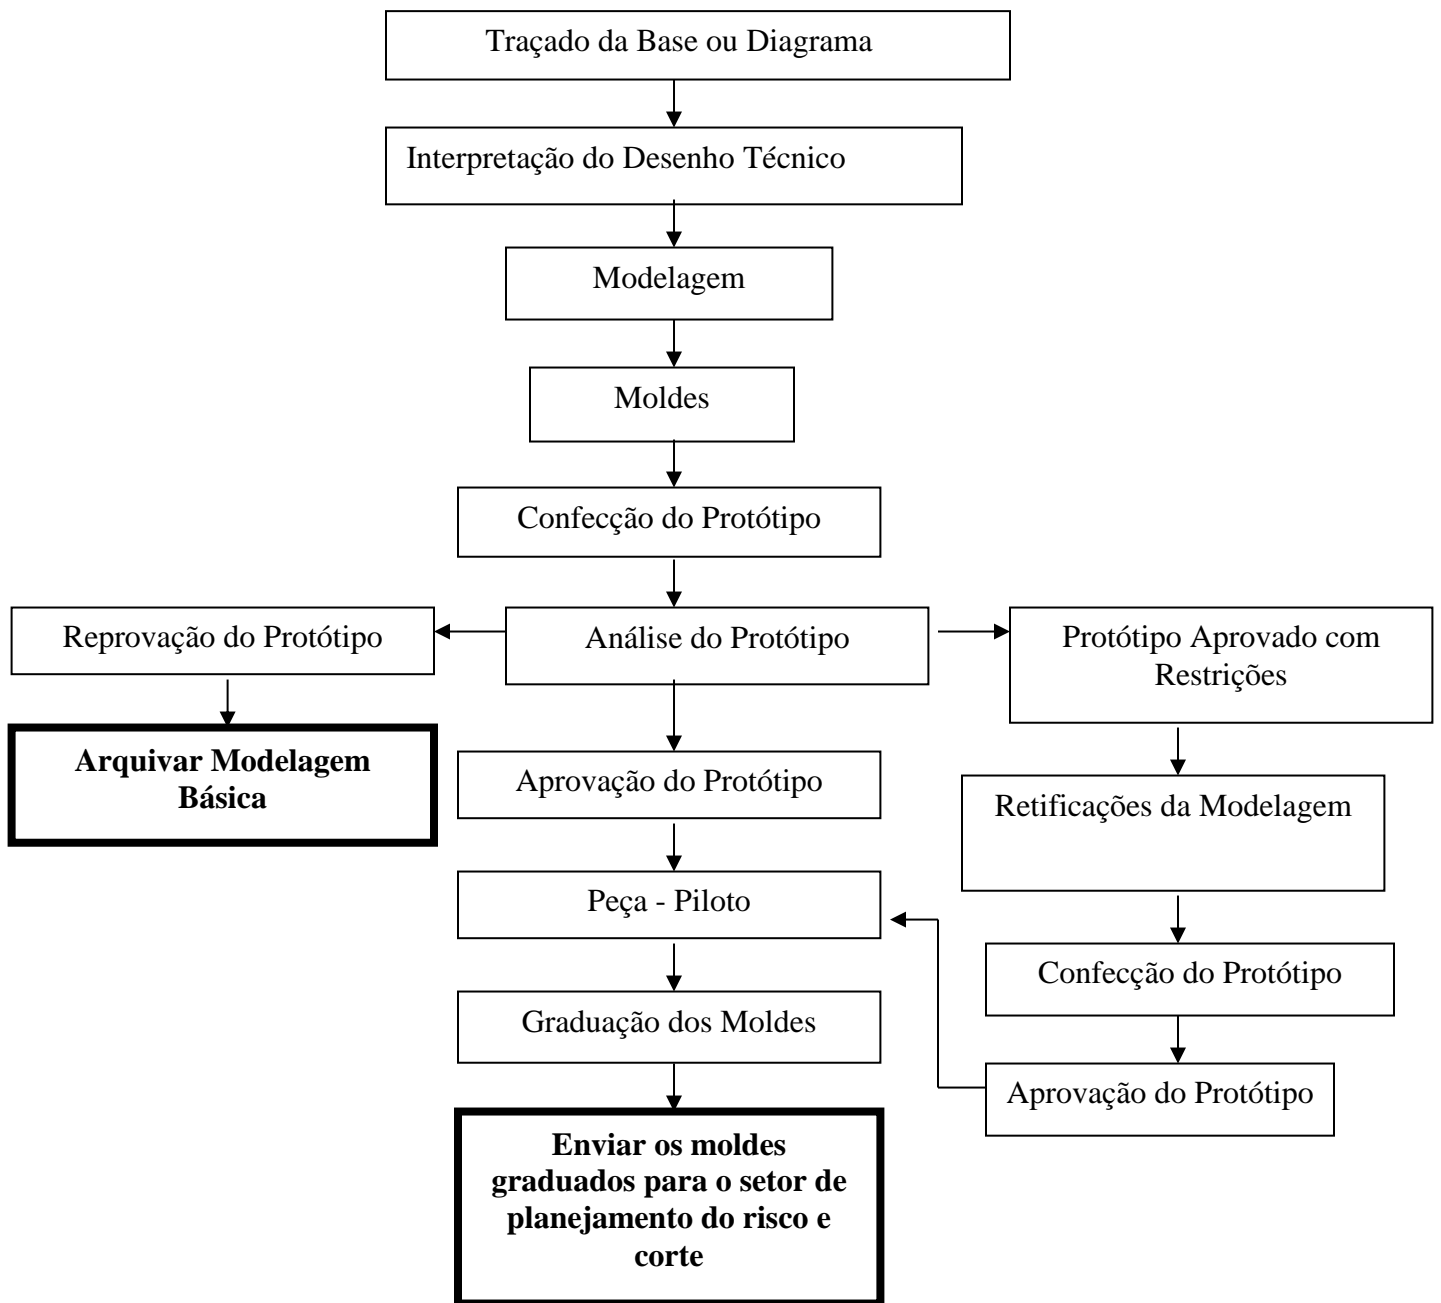 Traçado da Base ou Diagrama
Interpretação do Desenho Técnico
Modelagem
Moldes
Confecção do Protótipo
Reprovação do Protótipo
Análise do Protótipo
Protótipo Aprovado com
Restrições
Arquivar Modelagem
Básica
Aprovação do Protótipo
Retificações da Modelagem
Peça - Piloto
Confecção do Protótipo
Graduação dos Moldes
Aprovação do Protótipo
Enviar os moldes
graduados para o setor de
planejamento do risco e
corte